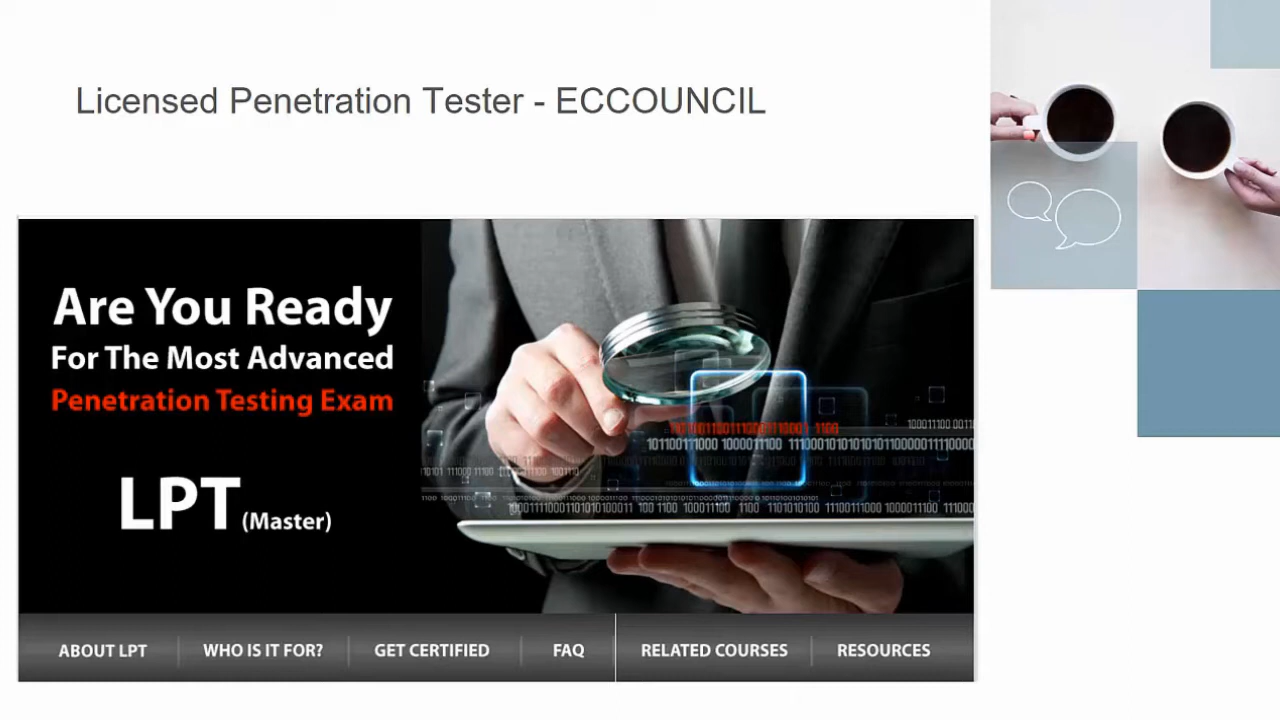 Licensed Penetration Tester - ECCOUNCIL
Are You Ready
For The Most Advanced
Penetration Testing Exam
LPT (Master)
ABOUT LPT
WHO IS IT FOR?
GET CERTIFIED
FAQ
RELATED COURSES
RESOURCES